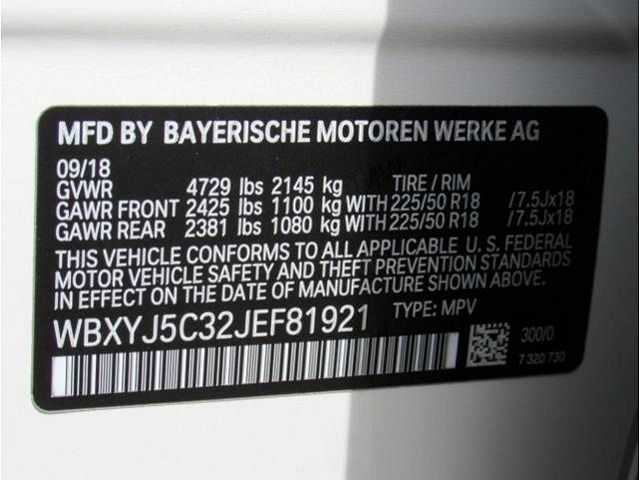 MFD BY BAYERISCHE MOTOREN WERKE AG
09/18
GVWR 4729 lbs 2145 kg TIRE / RIM
GAWR FRONT 2425 lbs 1100 kg WITH 225/50 R18 /7.5Jx18
GAWR REAR 2381 lbs 1080 kg WITH 225/50 R18 /7.5Jx18
THIS VEHICLE CONFORMS TO ALL APPLICABLE U. S. FEDERAL
MOTOR VEHICLE SAFETY AND THEFT PREVENTION STANDARDS
IN EFFECT ON THE DATE OF MANUFACTURE SHOWN ABOVE.
WBXYJ5C32JEF81921 TYPE: MPV
300/0
7 320 730